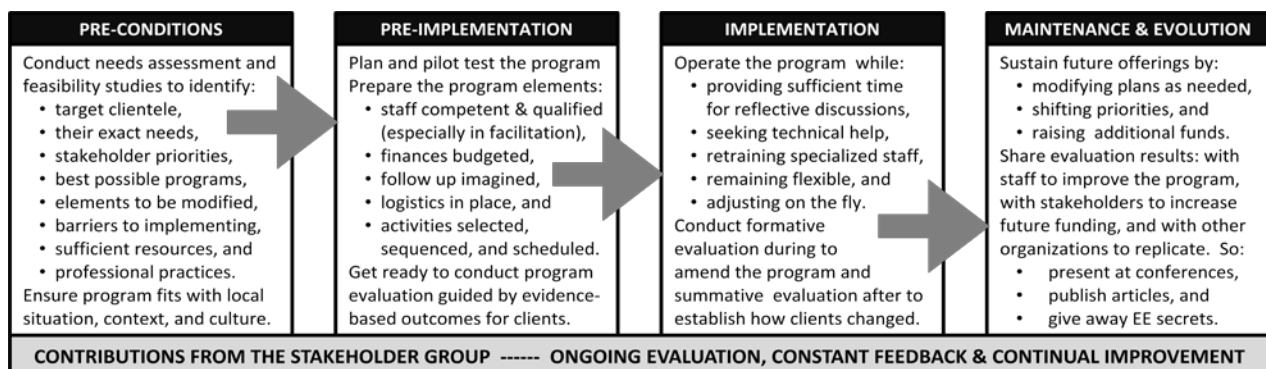 PRE-CONDITIONS
Conduct needs assessment and
feasibility studies to identify:
• target clientele,
• their exact needs,
• stakeholder priorities,
• best possible programs,
• elements to be modified,
• barriers to implementing,
• sufficient resources, and
• professional practices.
Ensure program fits with local
situation, context, and culture.
PRE-IMPLEMENTATION
Plan and pilot test the program
Prepare the program elements:
• staff competent & qualified
(especially in facilitation),
• finances budgeted,
• follow up imagined,
• logistics in place, and
• activities selected,
sequenced, and scheduled.
Get ready to conduct program
evaluation guided by evidence-
based outcomes for clients.
IMPLEMENTATION
Operate the program while:
• providing sufficient time
for reflective discussions,
• seeking technical help,
• retraining specialized staff,
• remaining flexible, and
• adjusting on the fly.
Conduct formative
evaluation during to
amend the program and
summative evaluation after to
establish how clients changed.
MAINTENANCE & EVOLUTION
Sustain future offerings by:
• modifying plans as needed,
• shifting priorities, and
• raising additional funds.
Share evaluation results: with
staff to improve the program,
with stakeholders to increase
future funding, and with other
organizations to replicate. So:
• present at conferences,
• publish articles, and
• give away EE secrets.
CONTRIBUTIONS FROM THE STAKEHOLDER GROUP ------ ONGOING EVALUATION, CONSTANT FEEDBACK & CONTINUAL IMPROVEMENT